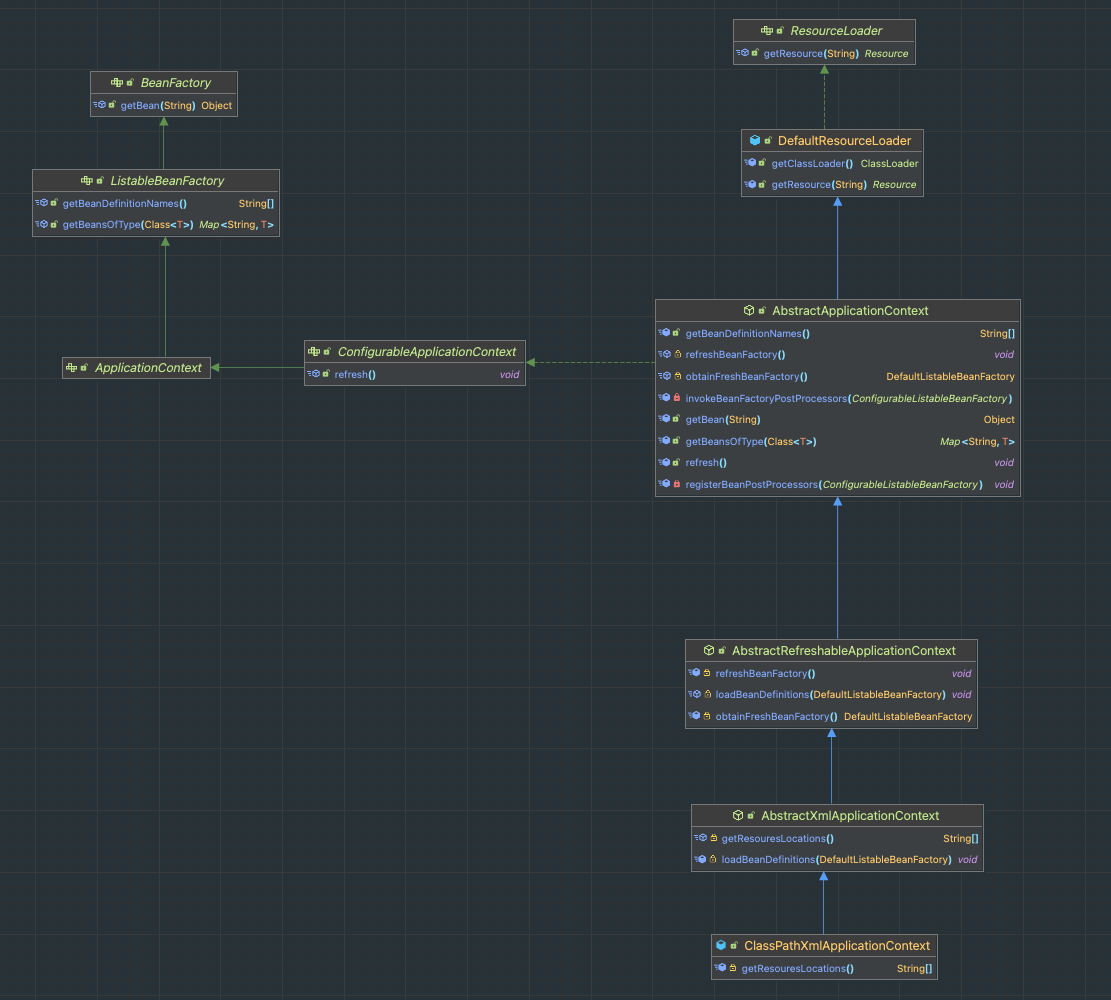 ResourceLoader
getResource(String) Resource
BeanFactory
getBean(String) Object
DefaultResourceLoader
getClassLoader() ClassLoader
getResource(String) Resource
ListableBeanFactory
getBeanDefinitionNames() String[]
getBeansOfType(Class<T>) Map<String, T>
AbstractApplicationContext
getBeanDefinitionNames() String[]
refreshBeanFactory() void
obtainFreshBeanFactory() DefaultListableBeanFactory
invokeBeanFactoryPostProcessors(ConfigurableListableBeanFactory)
getBean(String) Object
getBeansOfType(Class<T>) Map<String, T>
refresh() void
registerBeanPostProcessors(ConfigurableListableBeanFactory) void
ConfigurableApplicationContext
refresh() void
ApplicationContext
AbstractRefreshableApplicationContext
refreshBeanFactory() void
loadBeanDefinitions(DefaultListableBeanFactory) void
obtainFreshBeanFactory() DefaultListableBeanFactory
AbstractXmlApplicationContext
getResouresLocations() String[]
loadBeanDefinitions(DefaultListableBeanFactory) void
ClassPathXmlApplicationContext
getResouresLocations() String[]